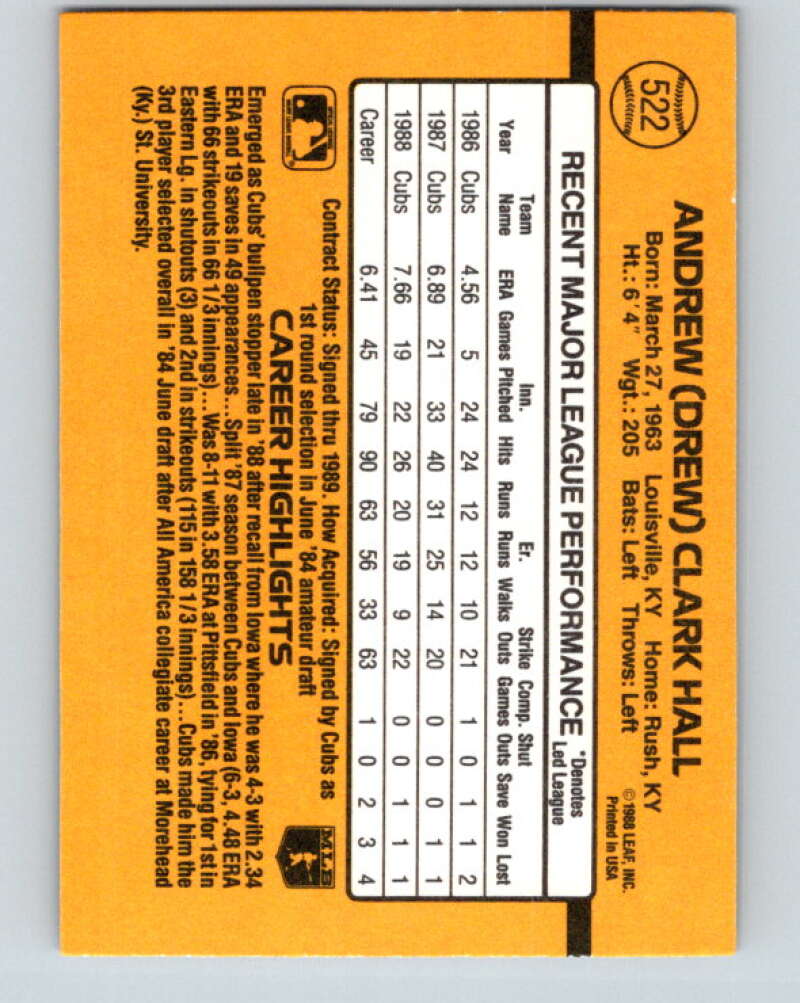 522
ANDREW (DREW) CLARK HALL
Born: March 27, 1963 Louisville, KY Home: Rush, KY
Ht.: 6' 4" Wgt.: 205 Bats: Left Throws: Left
© 1988 LEAF, INC.
Printed in USA
RECENT MAJOR LEAGUE PERFORMANCE
*Denotes
Led League
Team Inn. Er. Strike Comp. Shut
Year Name ERA Games Pitched Hits Runs Runs Walks Outs Games Outs Save Won Lost
1986 Cubs 4.56 5 24 24 12 12 10 21 1 0 1 1 2
1987 Cubs 6.89 21 33 40 31 25 14 20 0 0 0 1 1
1988 Cubs 7.66 19 22 26 20 19 9 22 0 0 1 1 1
Career 6.41 45 79 90 63 56 33 63 1 0 2 3 4
Contract Status: Signed thru 1989. How Acquired: Signed by Cubs as
1st round selection in June '84 amateur draft
CAREER HIGHLIGHTS
MLB
Emerged as Cubs' bullpen stopper late in '88 after recall from Iowa where he was 4-3 with 2.34
ERA and 19 saves in 49 appearances... Split '87 season between Cubs and Iowa (6-3, 4.48 ERA
with 66 strikeouts in 66 1/3 innings)... Was 8-11 with 3.58 ERA at Pittsfield in '86, tying for 1st in
Eastern Lg. in shutouts (3) and 2nd in strikeouts (115 in 158 1/3 innings)... Cubs made him the
3rd player selected overall in '84 June draft after All America collegiate career at Morehead
(Ky.) St. University.